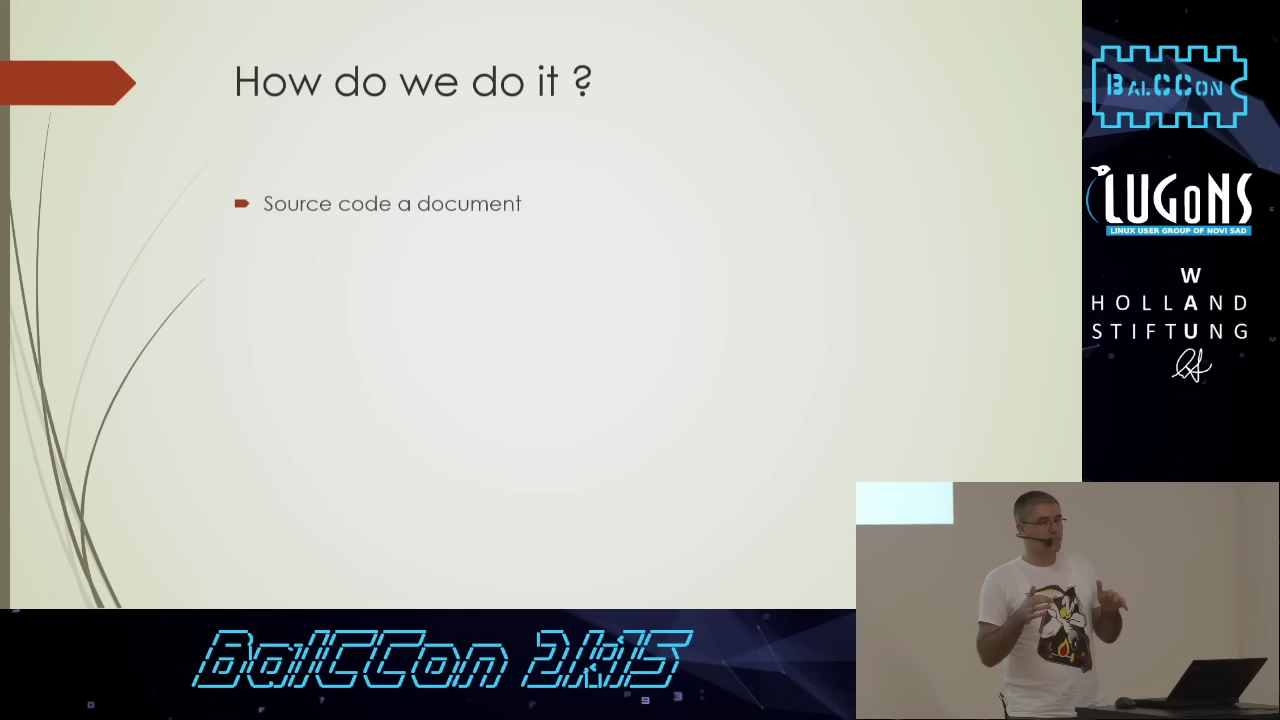 How do we do it ?
Source code a document
BalCCon
LUGoNS
LINUX USER GROUP OF NOVI SAD
W
HOLLAND
A
STIFTUNG
BalCCon 2k15